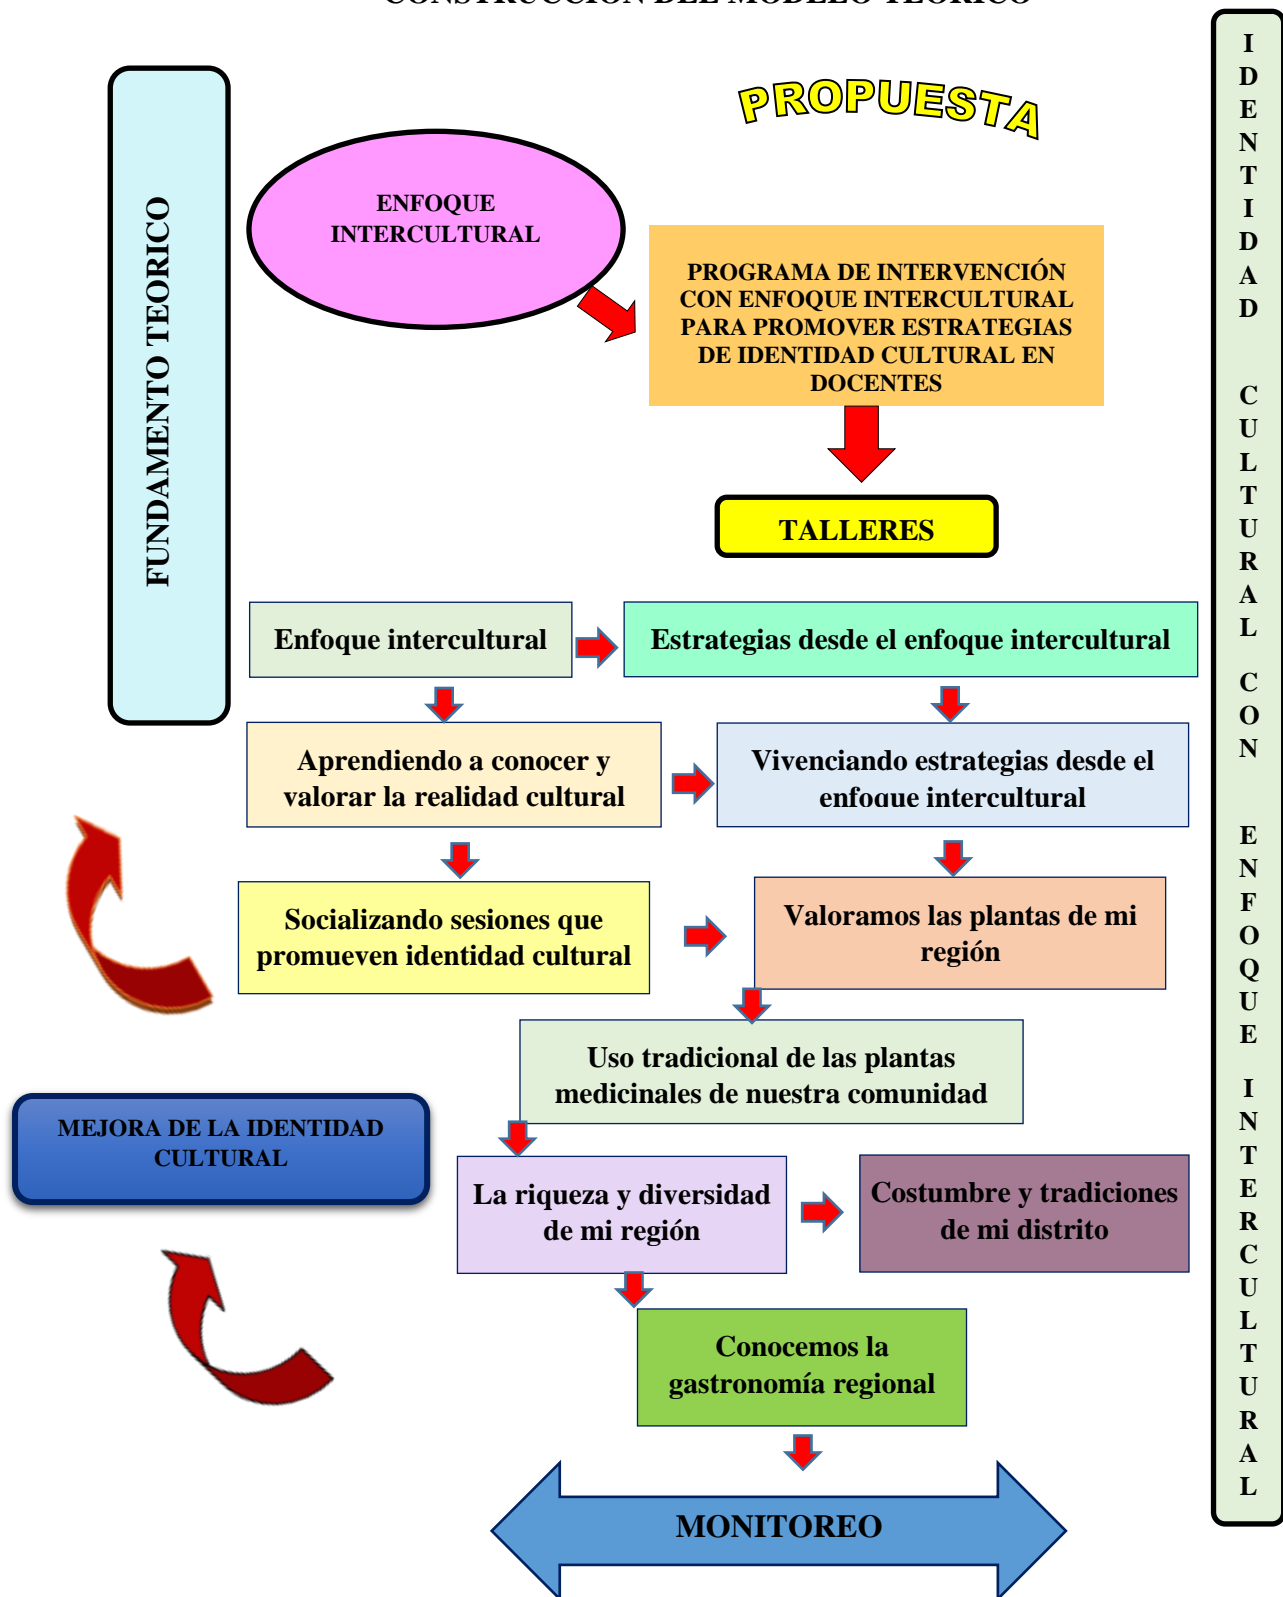 CONSTRUCCIÓN DEL MODELO TEÓRICO
PROPUESTA
FUNDAMENTO TEORICO
ENFOQUE
INTERCULTURAL
PROGRAMA DE INTERVENCIÓN
CON ENFOQUE INTERCULTURAL
PARA PROMOVER ESTRATEGIAS
DE IDENTIDAD CULTURAL EN
DOCENTES
TALLERES
Enfoque intercultural
Estrategias desde el enfoque intercultural
Aprendiendo a conocer y
valorar la realidad cultural
Vivenciando estrategias desde el
enfoque intercultural
Socializando sesiones que
promueven identidad cultural
Valoramos las plantas de mi
región
Uso tradicional de las plantas
medicinales de nuestra comunidad
MEJORA DE LA IDENTIDAD
CULTURAL
La riqueza y diversidad
de mi región
Costumbre y tradiciones
de mi distrito
Conocemos la
gastronomía regional
MONITOREO
IDENTIDAD CULTURAL CON ENFOQUE INTERCULTURAL